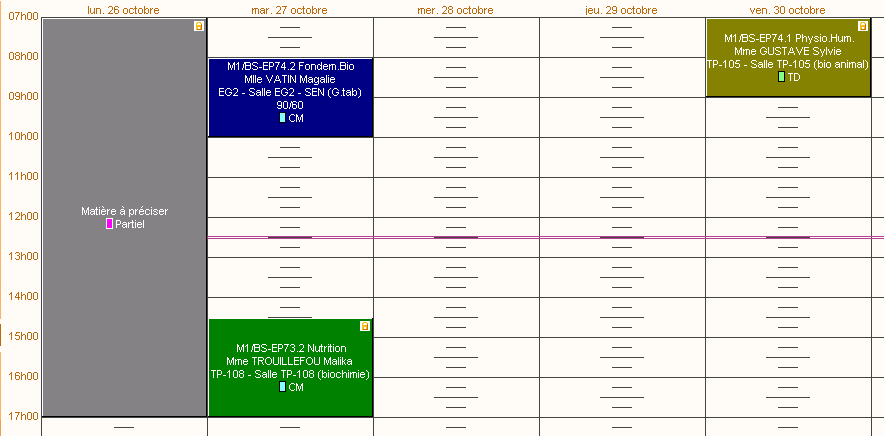 lun. 26 octobre
mar. 27 octobre
mer. 28 octobre
jeu. 29 octobre
ven. 30 octobre
07h00
08h00
09h00
10h00
11h00
12h00
13h00
14h00
15h00
16h00
17h00
Matière à préciser
Partiel
M1/BS-EP74.2 Fondem.Bio
Mlle VATIN Magalie
EG2 - Salle EG2 - SEN (G.tab)
90/60
CM
M1/BS-EP73.2 Nutrition
Mme TROUILLEFOU Malika
TP-108 - Salle TP-108 (biochimie)
CM
M1/BS-EP74.1 Physio.Hum.
Mme GUSTAVE Sylvie
TP-105 - Salle TP-105 (bio animal)
TD